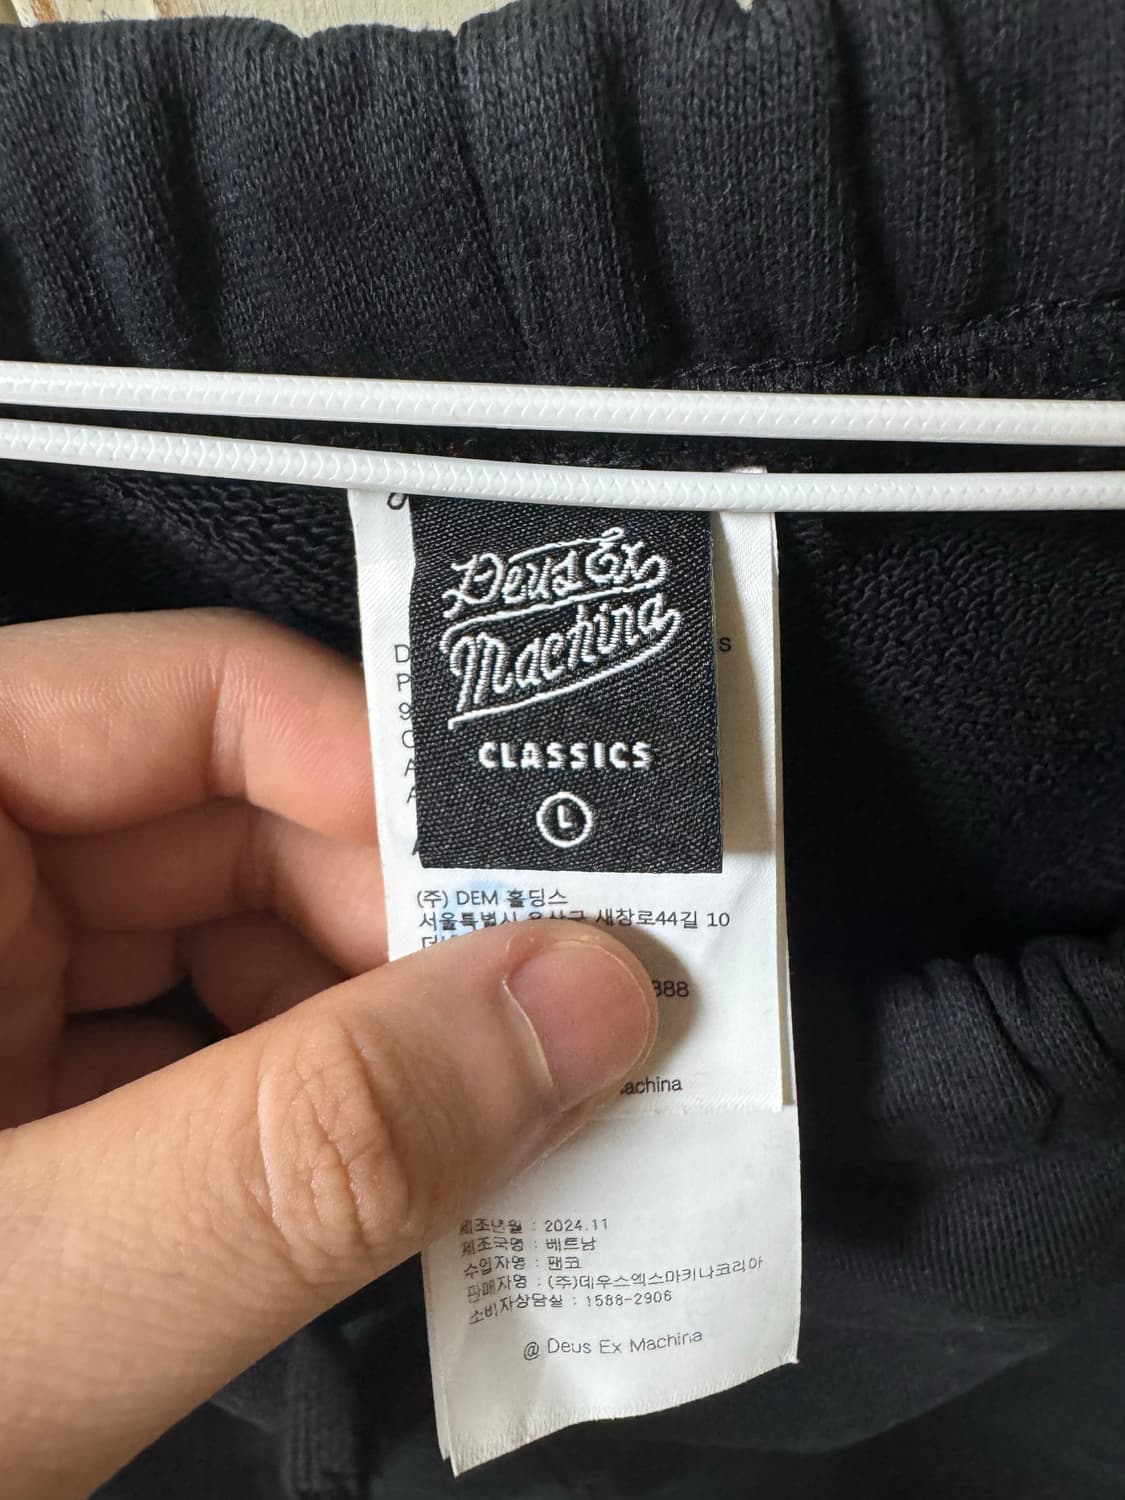 Deus Ex
Machina
CLASSICS
L
D
P
s
(주) DEM 홀딩스
서울특별시 용산구 새창로44길 10
888
achina
제조년월 : 2024.11
제조국명 : 베트남
수입자명 : 팬코
판매자명 : (주)데우스엑스마키나코리아
소비자상담실 : 1588-2906
@ Deus Ex Machina